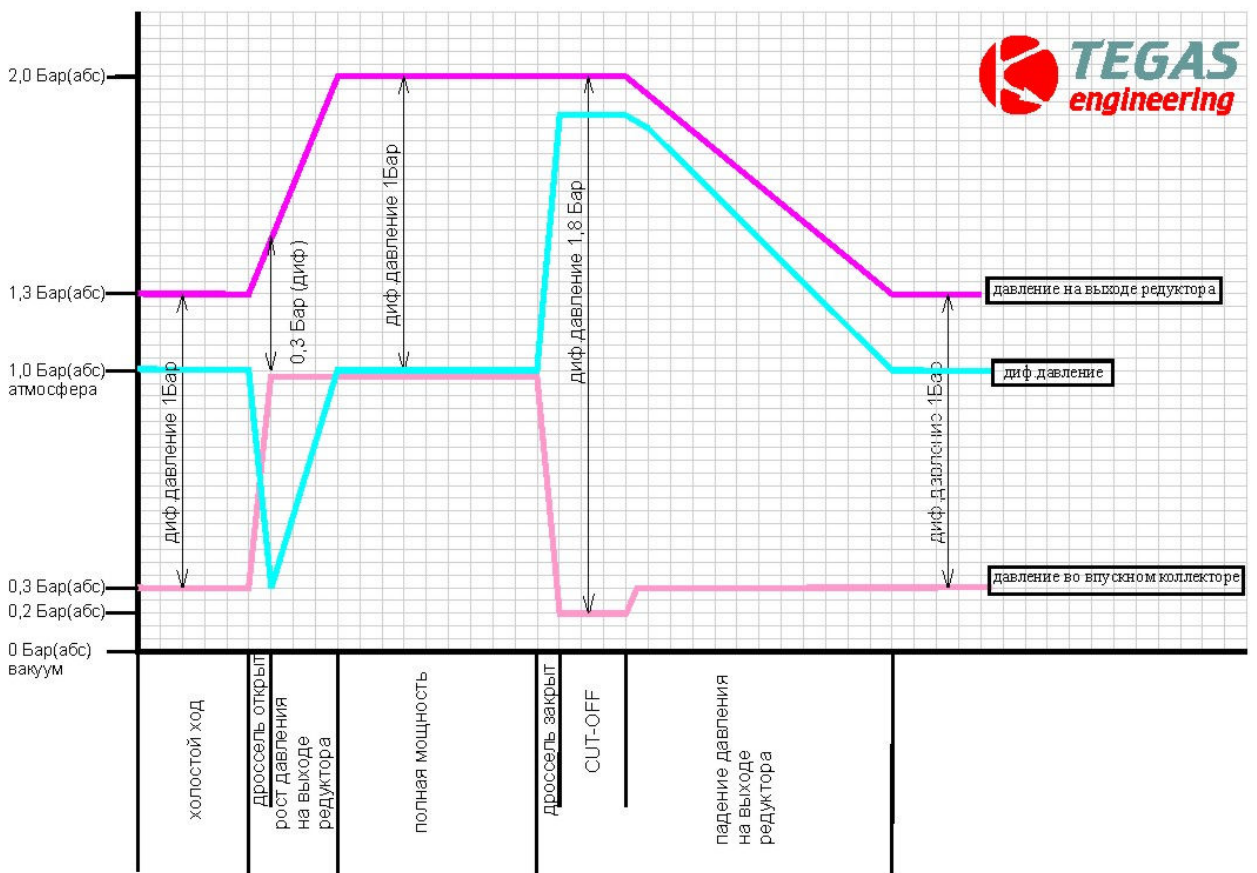 TEGAS
engineering
2,0 Бар(абс)
1,3 Бар(абс)
1,0 Бар(абс)
атмосфера
0,3 Бар(абс)
0,2 Бар(абс)
0 Бар(абс)
вакуум
диф.давление 1Бар
0,3 Бар (диф)
диф.давление 1Бар
диф.давление 1,8 Бар
диф.давление 1Бар
давление на выходе редуктора
диф.давление
давление во впускном коллекторе
холостой ход
дроссель открыт
рост давления
на выходе
редуктора
полная мощность
дроссель закрыт
CUT-OFF
падение давления
на выходе
редуктора